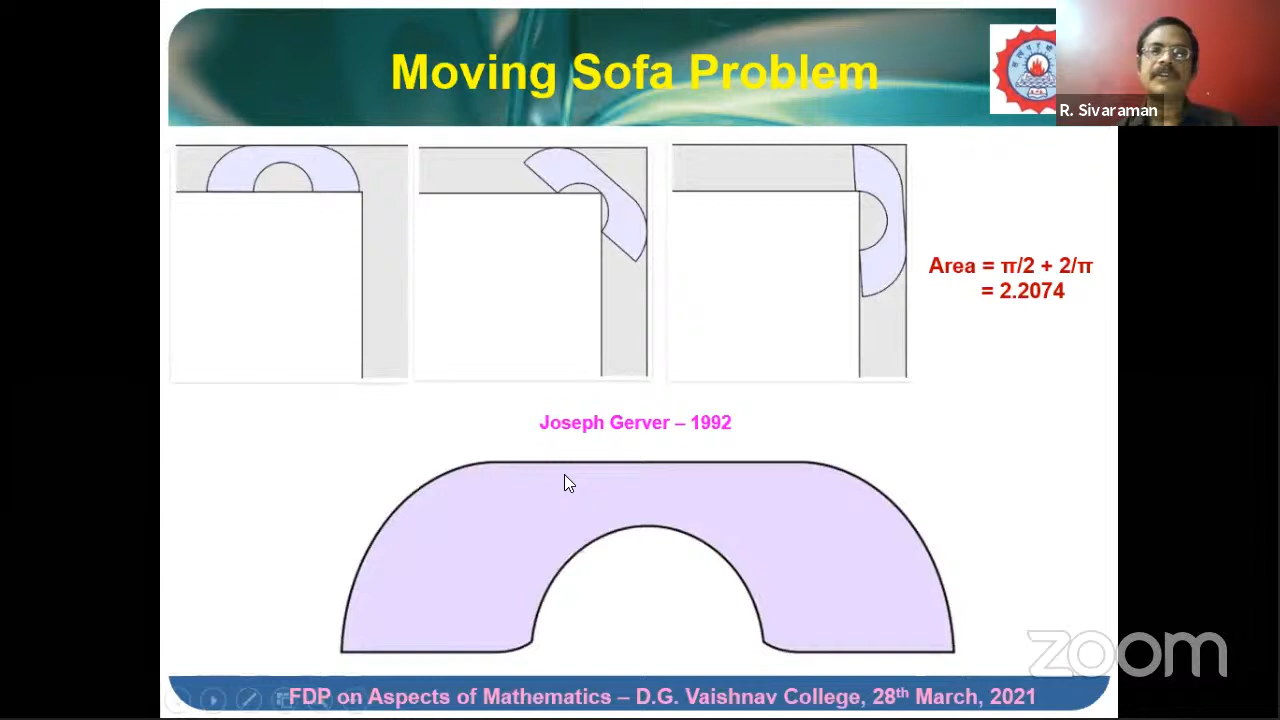 Moving Sofa Problem
R. Sivaraman
Area = π/2 + 2/π
= 2.2074
Joseph Gerver – 1992
zoom
FDP on Aspects of Mathematics – D.G. Vaishnav College, 28th March, 2021